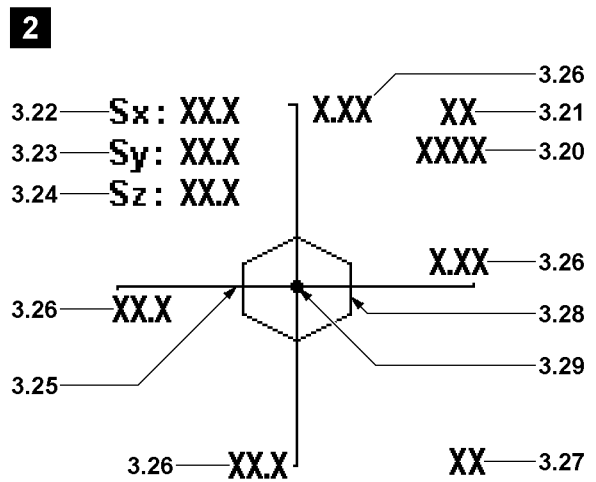 2
3.26
3.22 Sx: XX.X X.XX XX 3.21
3.23 Sy: XX.X XXXX 3.20
3.24 Sz: XX.X
X.XX 3.26
3.26 XX.X 3.28
3.29
3.25
3.26 XX.X XX 3.27